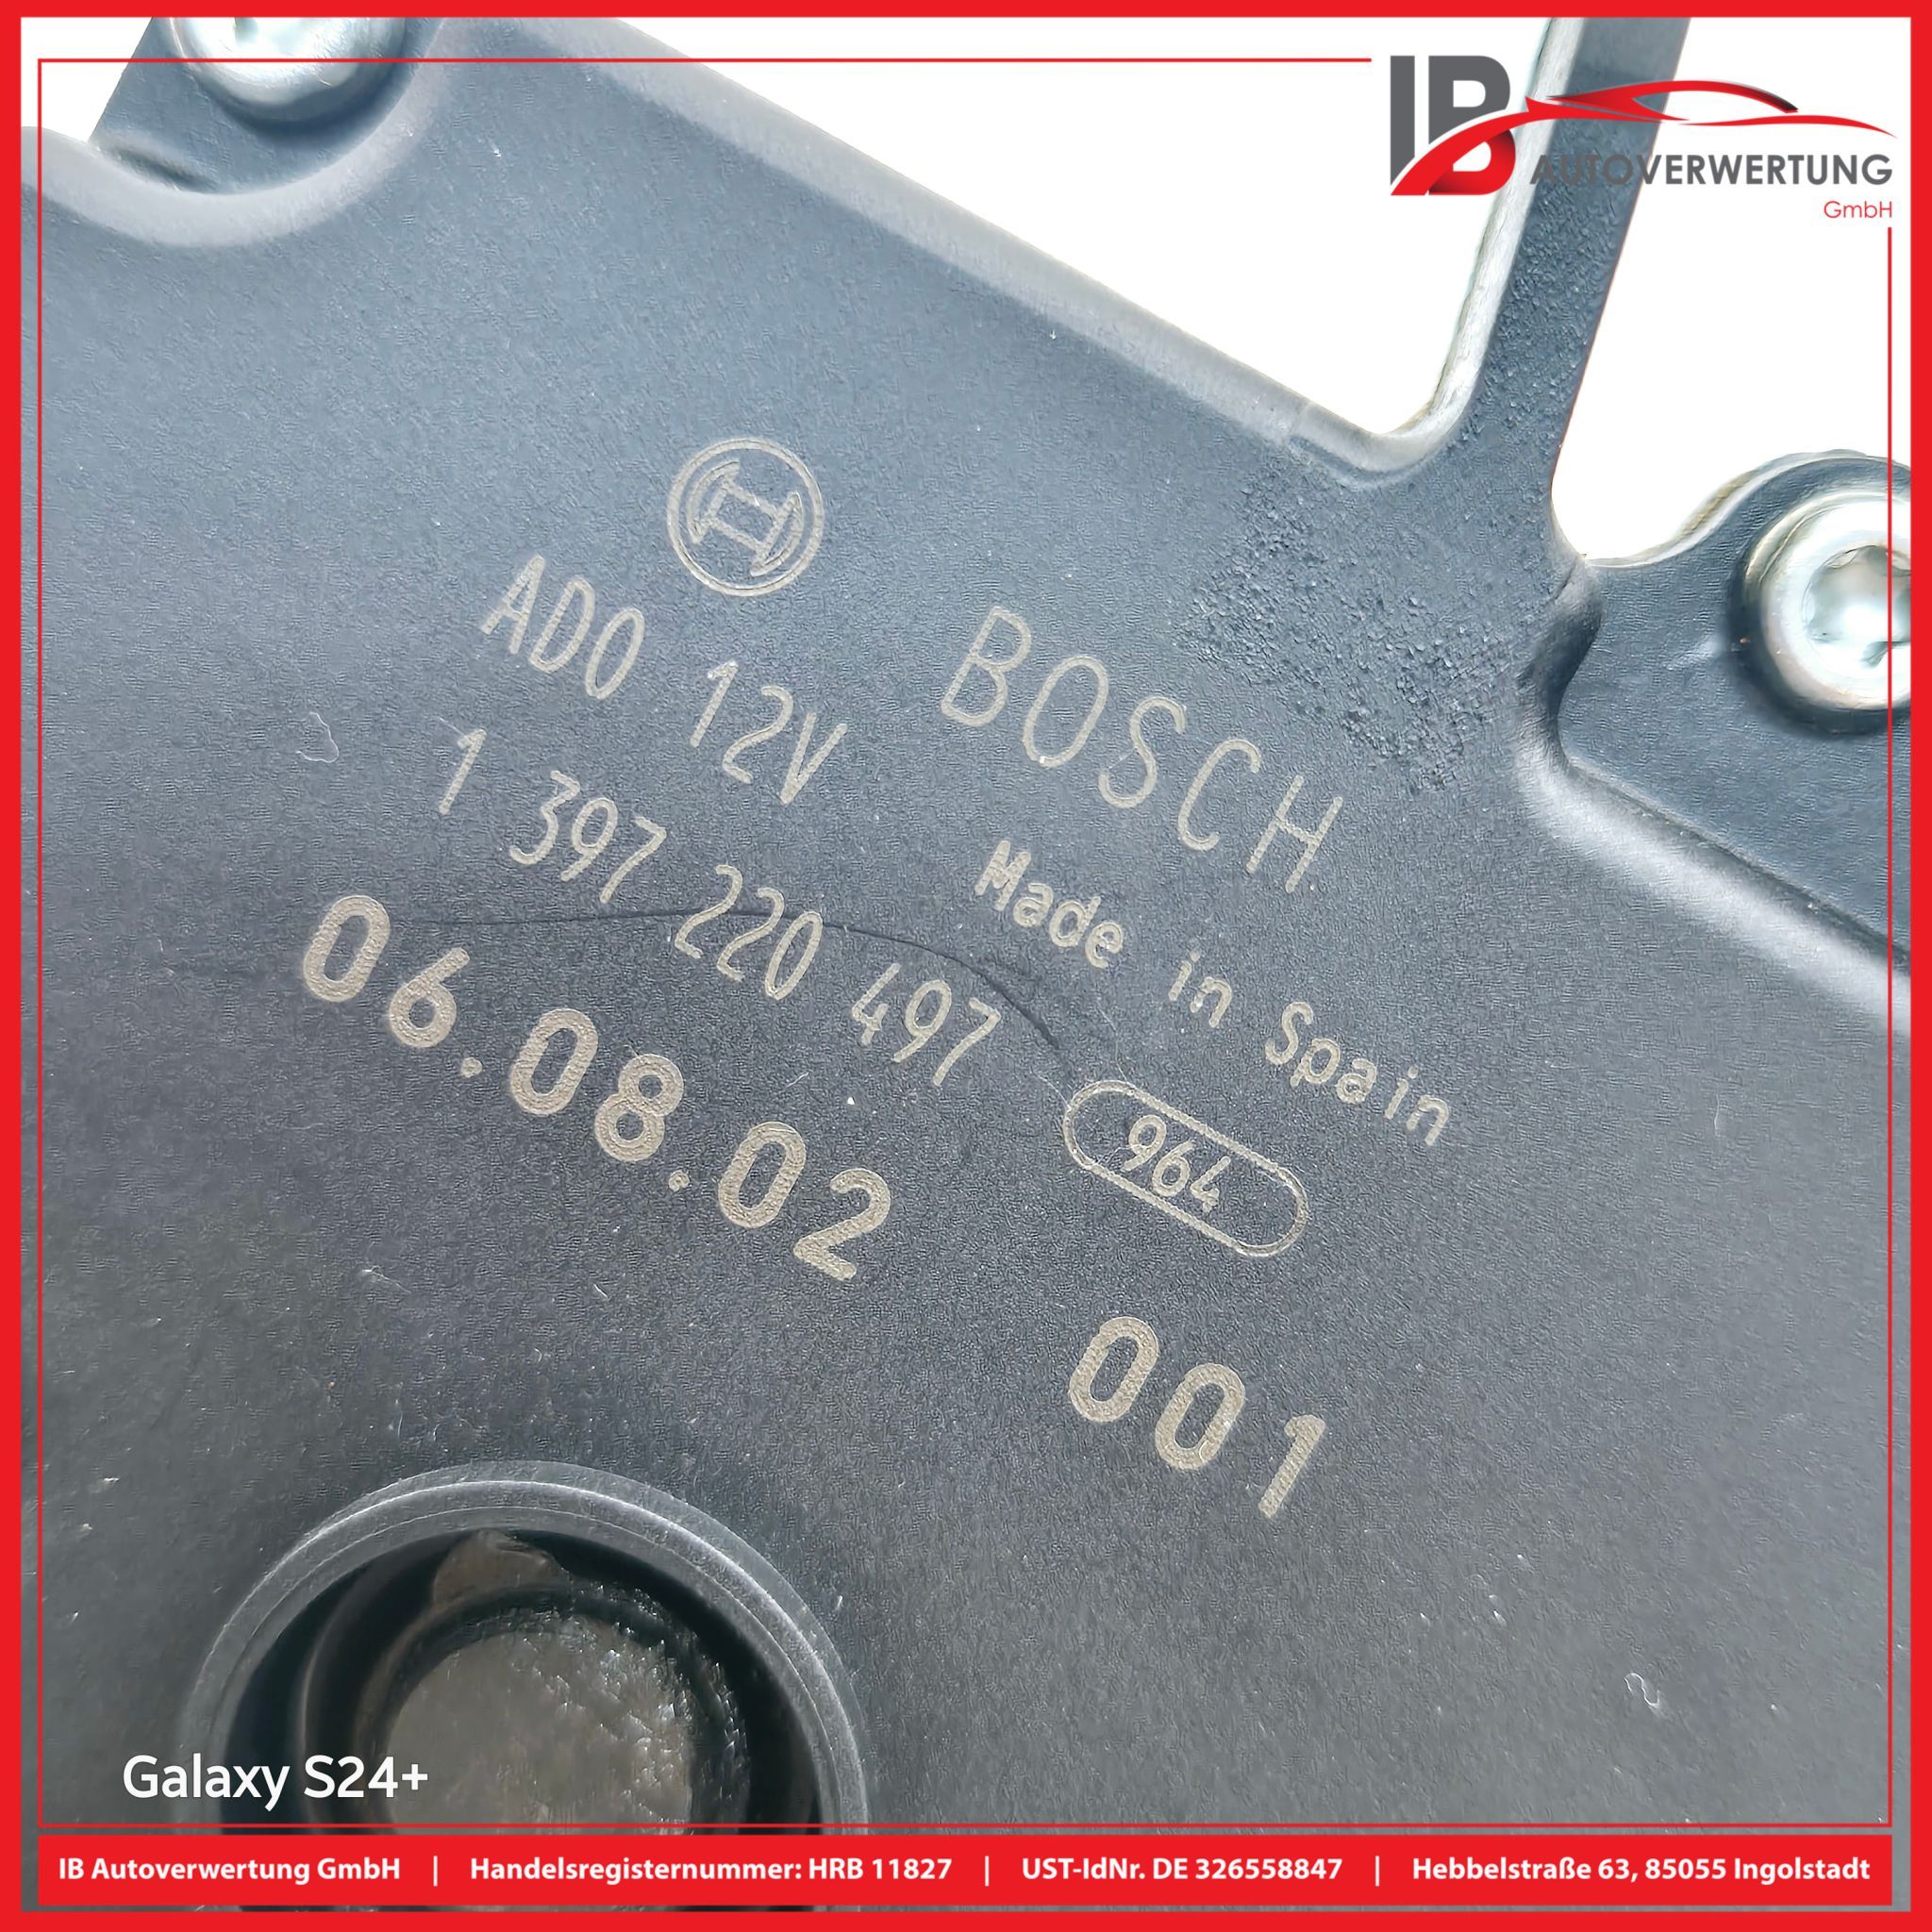 IB
AUTOVERWERTUNG
GmbH
BOSCH
ADO 12V
Made in Spain
1 397 220 497
964
06.08.02
001
Galaxy S24+
IB Autoverwertung GmbH | Handelsregisternummer: HRB 11827 | UST-IdNr. DE 326558847 | Hebbelstraße 63, 85055 Ingolstadt